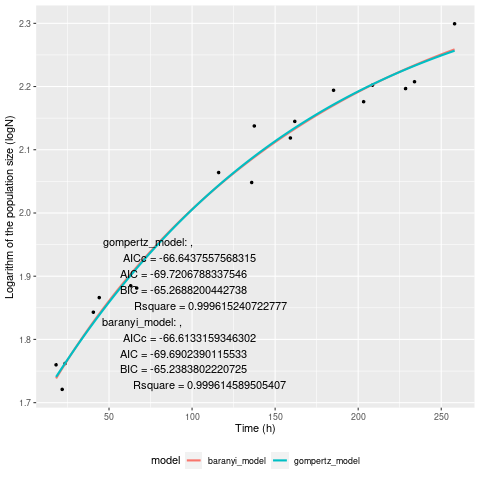 2.3
2.2
2.1
2.0
1.9
1.8
1.7
Logarithm of the population size (logN)
gompertz_model: ,
AICc = -66.6437557568315
AIC = -69.7206788337546
BIC = -65.2688200442738
Rsquare = 0.999615240722777
baranyi_model: ,
AICc = -66.6133159346302
AIC = -69.6902390115533
BIC = -65.2383802220725
Rsquare = 0.999614589505407
50 100 150 200 250
Time (h)
model baranyi_model gompertz_model